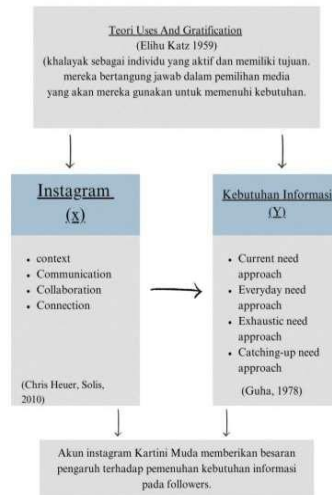 Teori Uses And Gratification
(Elihu Katz 1959)
(khalayak sebagai individu yang aktif dan memiliki tujuan.
mereka bertangung jawab dalam pemilihan media
yang akan mereka gunakan untuk memenuhi kebutuhan.
Instagram
(x)
• context
• Communication
• Collaboration
• Connection
(Chris Heuer, Solis,
2010)
Kebutuhan Informasi
(Y)
• Current need
approach
• Everyday need
approach
• Exhaustic need
approach
• Catching-up need
approach
(Guha, 1978)
Akun instagram Kartini Muda memberikan besaran
pengaruh terhadap pemenuhan kebutuhan informasi
pada followers.